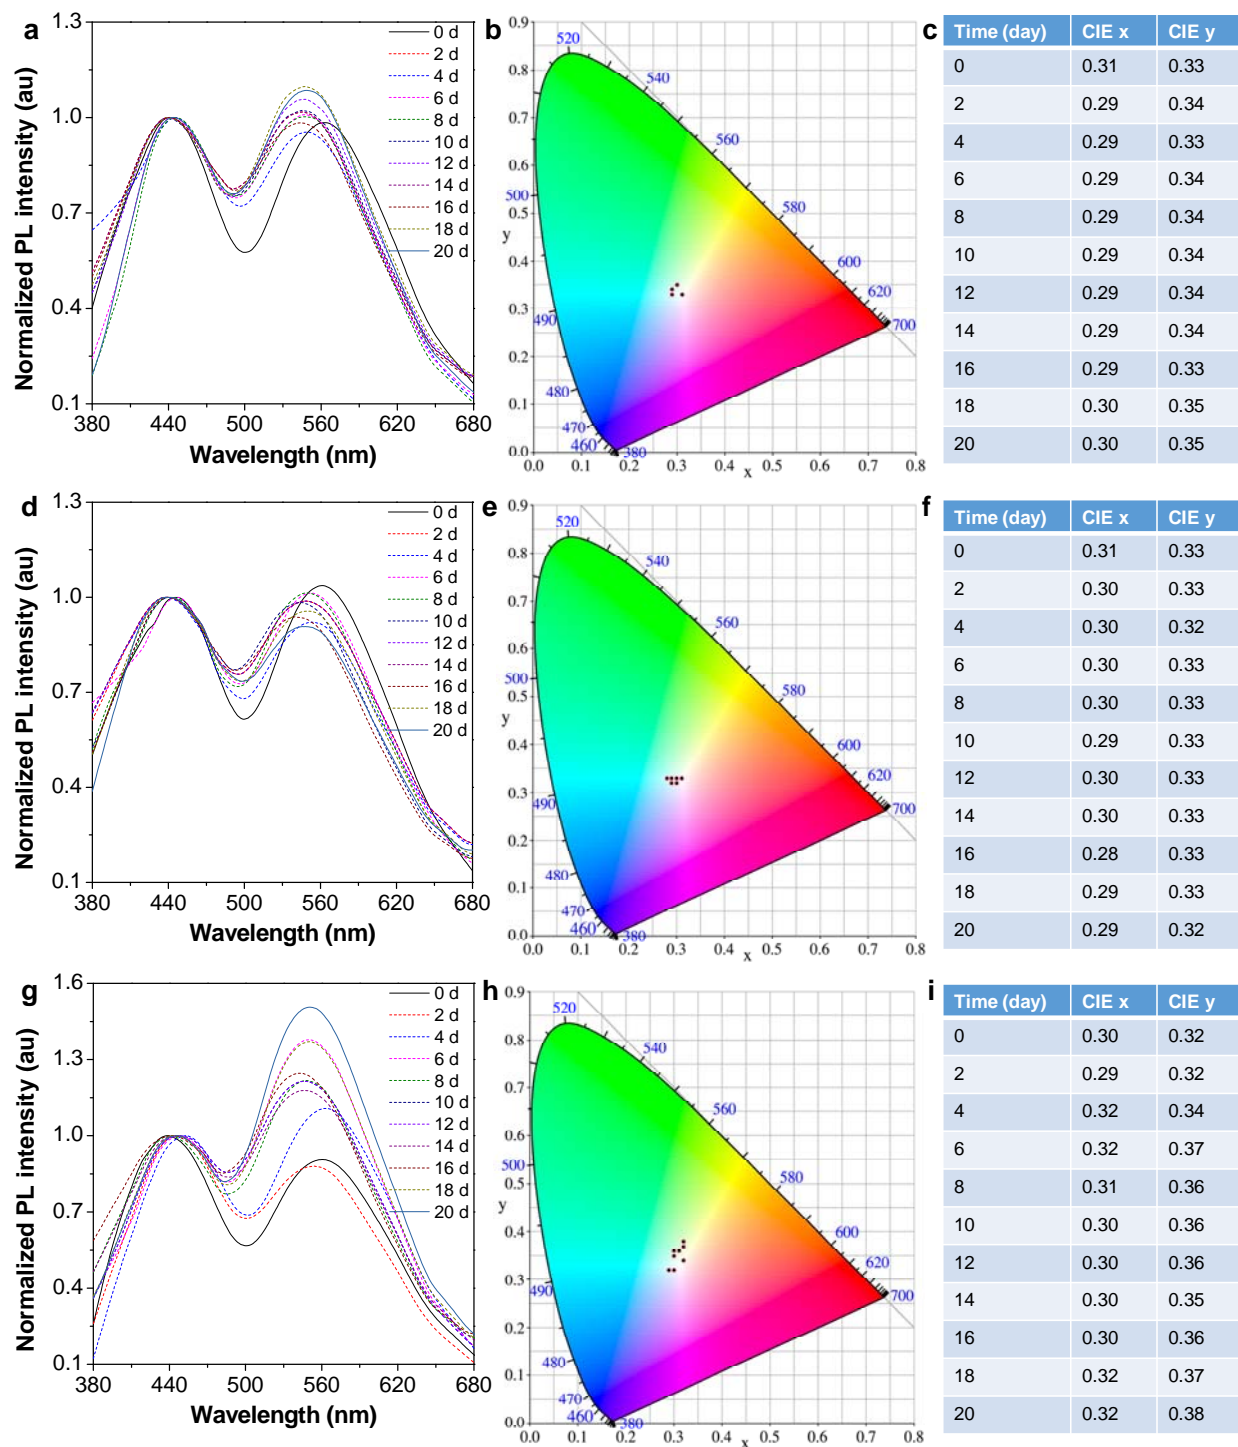 a
1.3
1.0
0.7
0.4
0.1
Normalized PL intensity (au)
380 440 500 560 620 680
Wavelength (nm)
0 d
2 d
4 d
6 d
8 d
10 d
12 d
14 d
16 d
18 d
20 d
b
0.9
0.8
0.7
0.6
0.5
0.4
0.3
0.2
0.1
0.0
y
0.0 0.1 0.2 0.3 0.4 0.5 0.6 0.7 0.8
x
520
540
560
580
600
620
700
500
490
480
470
460
380
c
Time (day) CIE x CIE y
0 0.31 0.33
2 0.29 0.34
4 0.29 0.33
6 0.29 0.34
8 0.29 0.34
10 0.29 0.34
12 0.29 0.34
14 0.29 0.34
16 0.29 0.33
18 0.30 0.35
20 0.30 0.35
d
1.3
1.0
0.7
0.4
0.1
Normalized PL intensity (au)
380 440 500 560 620 680
Wavelength (nm)
0 d
2 d
4 d
6 d
8 d
10 d
12 d
14 d
16 d
18 d
20 d
e
0.9
0.8
0.7
0.6
0.5
0.4
0.3
0.2
0.1
0.0
y
0.0 0.1 0.2 0.3 0.4 0.5 0.6 0.7 0.8
x
520
540
560
580
600
620
700
500
490
480
470
460
380
f
Time (day) CIE x CIE y
0 0.31 0.33
2 0.30 0.33
4 0.30 0.32
6 0.30 0.33
8 0.30 0.33
10 0.29 0.33
12 0.30 0.33
14 0.30 0.33
16 0.28 0.33
18 0.29 0.33
20 0.29 0.32
g
1.6
1.3
1.0
0.7
0.4
0.1
Normalized PL intensity (au)
380 440 500 560 620 680
Wavelength (nm)
0 d
2 d
4 d
6 d
8 d
10 d
12 d
14 d
16 d
18 d
20 d
h
0.9
0.8
0.7
0.6
0.5
0.4
0.3
0.2
0.1
0.0
y
0.0 0.1 0.2 0.3 0.4 0.5 0.6 0.7 0.8
x
520
540
560
580
600
620
700
500
490
480
470
460
380
i
Time (day) CIE x CIE y
0 0.30 0.32
2 0.29 0.32
4 0.32 0.34
6 0.32 0.37
8 0.31 0.36
10 0.30 0.36
12 0.30 0.36
14 0.30 0.35
16 0.30 0.36
18 0.32 0.37
20 0.32 0.38